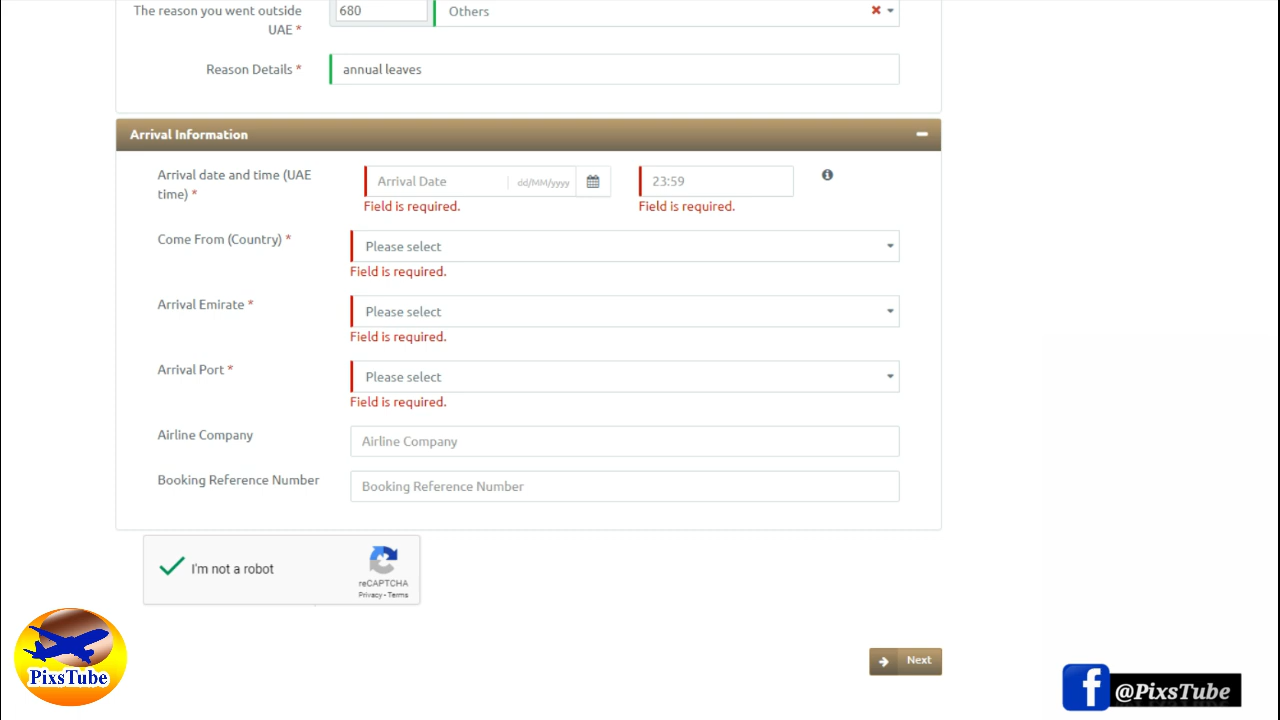 The reason you went outside
UAE *
680
Others
Reason Details *
annual leaves
Arrival Information
Arrival date and time (UAE
time) *
Arrival Date
dd/MM/yyyy
23:59
Field is required.
Field is required.
Come From (Country) *
Please select
Field is required.
Arrival Emirate *
Please select
Field is required.
Arrival Port *
Please select
Field is required.
Airline Company
Airline Company
Booking Reference Number
Booking Reference Number
I'm not a robot
reCAPTCHA
Privacy - Terms
Next
PixsTube
f @PixsTube